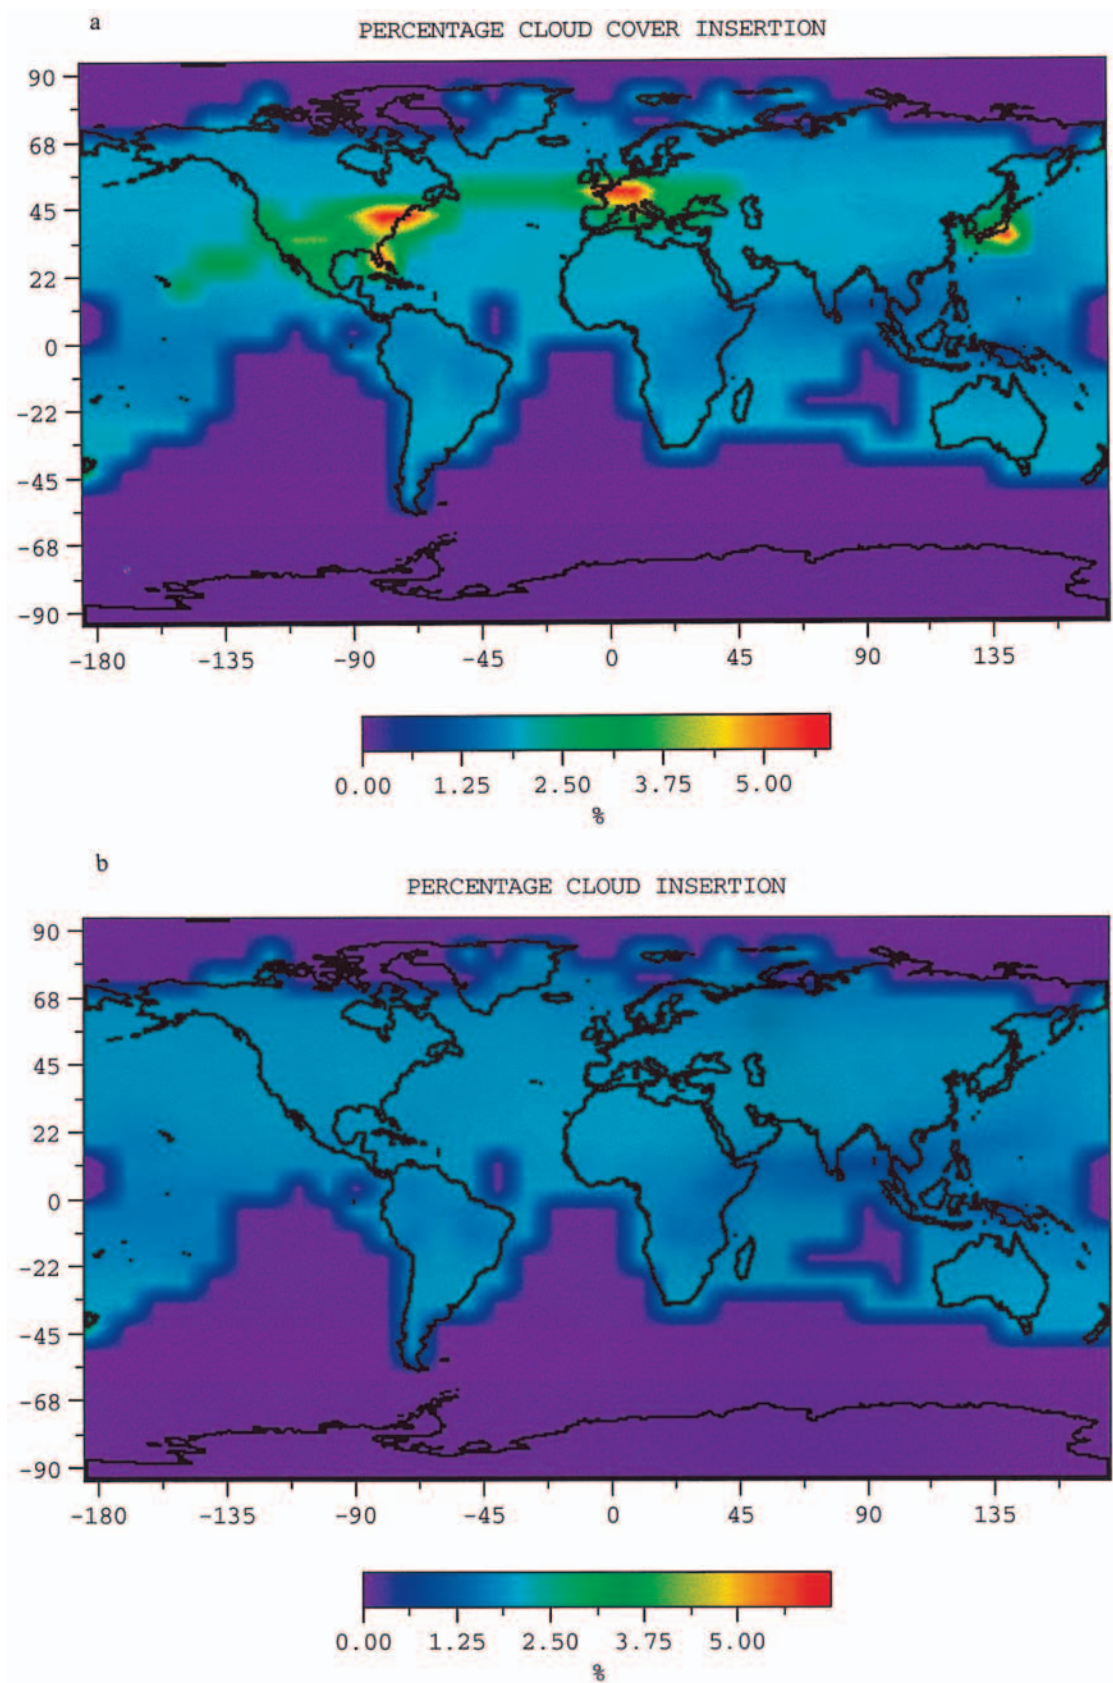 a
PERCENTAGE CLOUD COVER INSERTION
90
68
45
22
0
-22
-45
-68
-90
-180 -135 -90 -45 0 45 90 135
0.00 1.25 2.50 3.75 5.00
%
b
PERCENTAGE CLOUD INSERTION
90
68
45
22
0
-22
-45
-68
-90
-180 -135 -90 -45 0 45 90 135
0.00 1.25 2.50 3.75 5.00
%